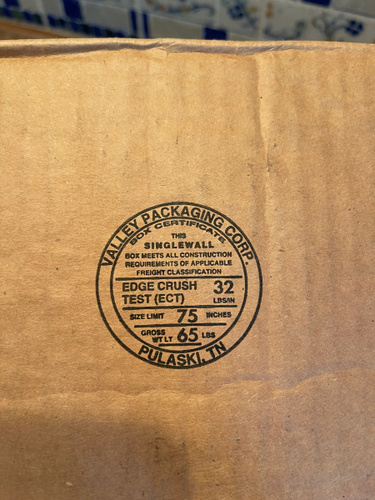 VALLEY PACKAGING CORP.
BOX CERTIFICATE
THIS
SINGLEWALL
BOX MEETS ALL CONSTRUCTION
REQUIREMENTS OF APPLICABLE
FREIGHT CLASSIFICATION
EDGE CRUSH TEST (ECT) 32 LBS/IN
SIZE LIMIT 75 INCHES
GROSS WT LT 65 LBS
PULASKI, TN